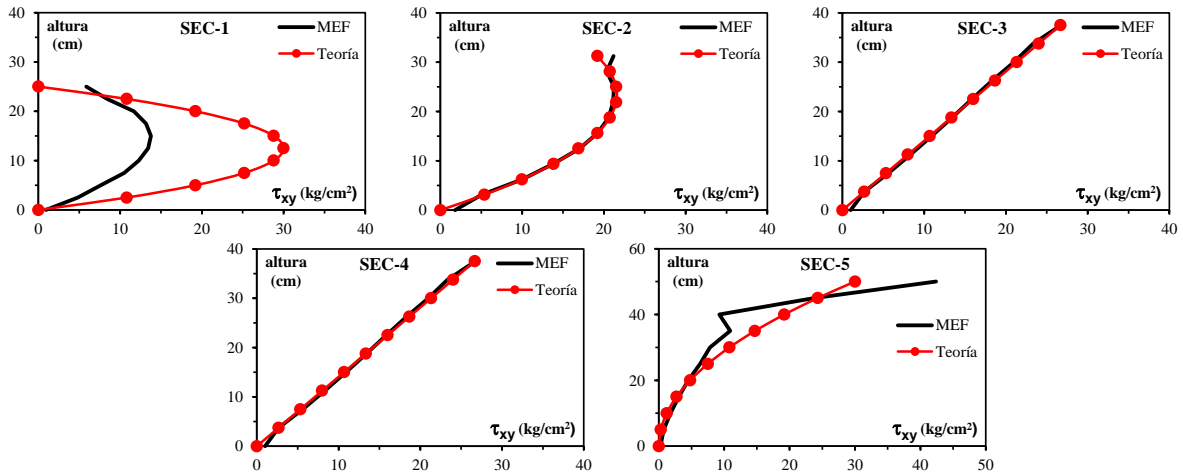 altura
(cm)
SEC-1
MEF
Teoría
40
30
20
10
0
0 10 20 30 40
τxy (kg/cm²)
altura
(cm)
SEC-2
MEF
Teoría
40
30
20
10
0
0 10 20 30 40
τxy (kg/cm²)
altura
(cm)
SEC-3
MEF
Teoría
40
30
20
10
0
0 10 20 30 40
τxy (kg/cm²)
altura
(cm)
SEC-4
MEF
Teoría
40
30
20
10
0
0 10 20 30 40
τxy (kg/cm²)
altura
(cm)
SEC-5
MEF
Teoría
60
40
20
0
0 10 20 30 40 50
τxy (kg/cm²)